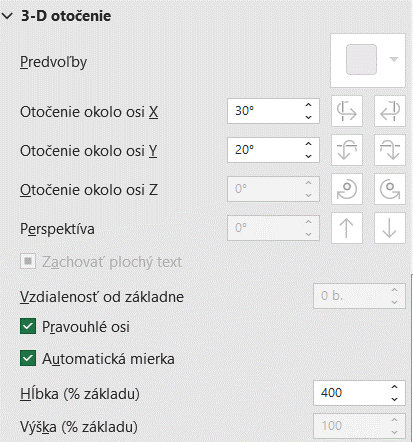 3-D otočenie
Predvoľby
Otočenie okolo osi X 30°
Otočenie okolo osi Y 20°
Otočenie okolo osi Z 0°
Perspektíva 0°
Zachovať plochý text
Vzdialenosť od základne 0 b.
Pravouhlé osi
Automatická mierka
Hĺbka (% základu) 400
Výška (% základu) 100